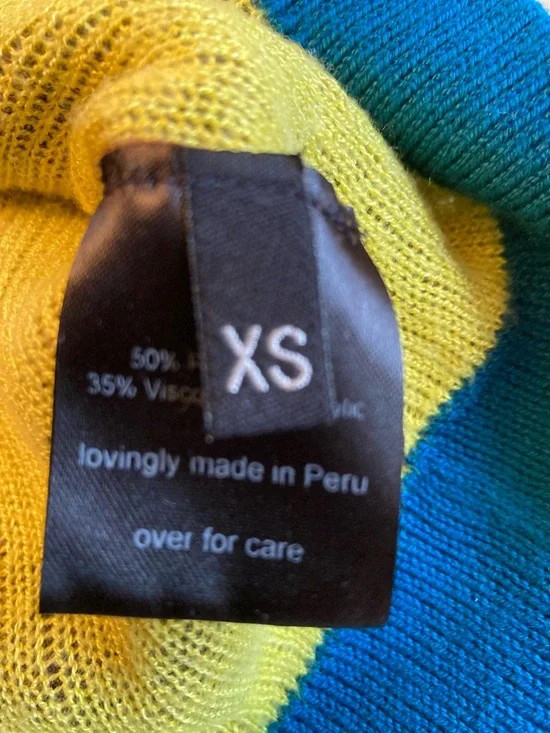 XS
50%
35%
lovingly made in Peru
over for care